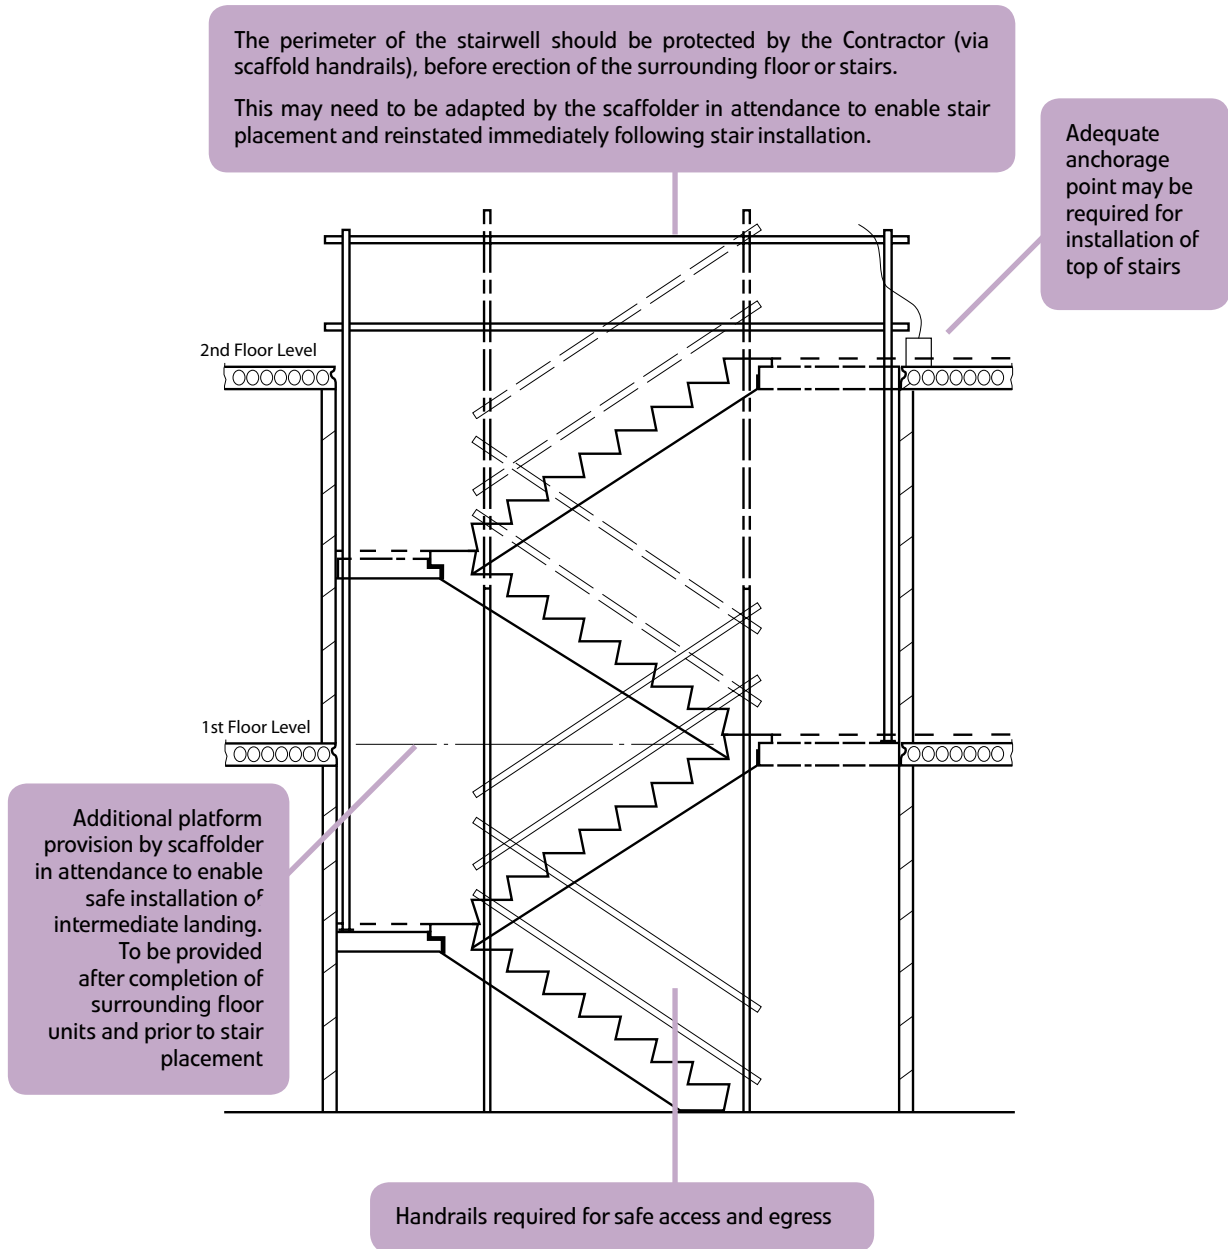 The perimeter of the stairwell should be protected by the Contractor (via
scaffold handrails), before erection of the surrounding floor or stairs.
This may need to be adapted by the scaffolder in attendance to enable stair
placement and reinstated immediately following stair installation.
Adequate
anchorage
point may be
required for
installation of
top of stairs
2nd Floor Level
1st Floor Level
Additional platform
provision by scaffolder
in attendance to enable
safe installation of
intermediate landing.
To be provided
after completion of
surrounding floor
units and prior to stair
placement
Handrails required for safe access and egress